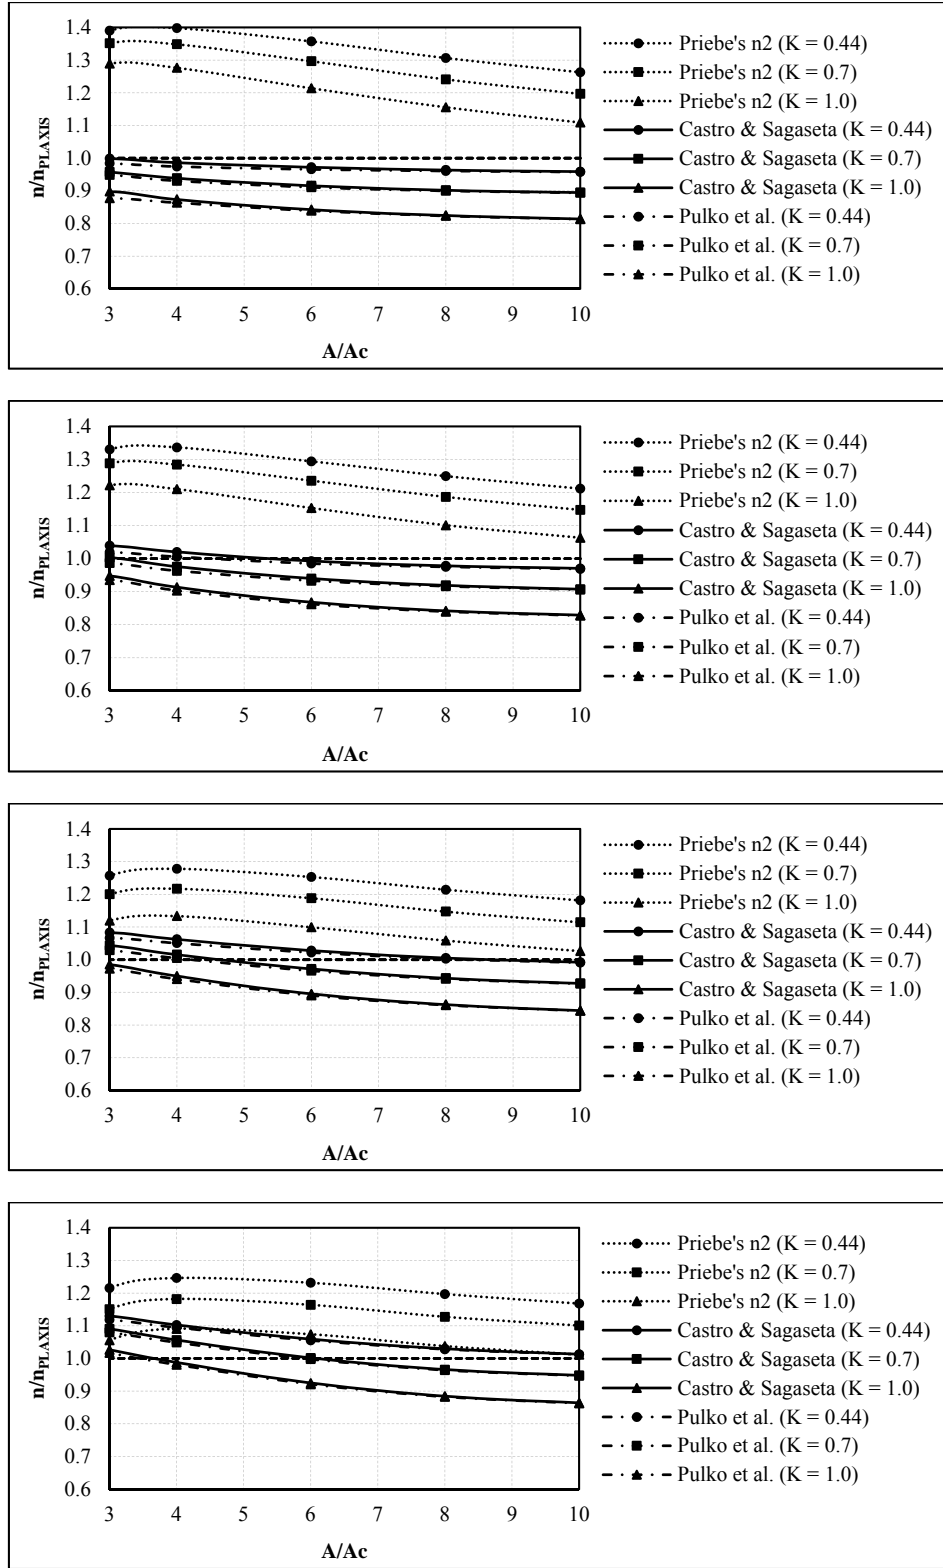 1.4
1.3
1.2
1.1
1.0
0.9
0.8
0.7
0.6
n/nPLAXIS
3 4 5 6 7 8 9 10
A/Ac
Priebe's n2 (K = 0.44)
Priebe's n2 (K = 0.7)
Priebe's n2 (K = 1.0)
Castro & Sagaseta (K = 0.44)
Castro & Sagaseta (K = 0.7)
Castro & Sagaseta (K = 1.0)
Pulko et al. (K = 0.44)
Pulko et al. (K = 0.7)
Pulko et al. (K = 1.0)
1.4
1.3
1.2
1.1
1.0
0.9
0.8
0.7
0.6
n/nPLAXIS
3 4 5 6 7 8 9 10
A/Ac
Priebe's n2 (K = 0.44)
Priebe's n2 (K = 0.7)
Priebe's n2 (K = 1.0)
Castro & Sagaseta (K = 0.44)
Castro & Sagaseta (K = 0.7)
Castro & Sagaseta (K = 1.0)
Pulko et al. (K = 0.44)
Pulko et al. (K = 0.7)
Pulko et al. (K = 1.0)
1.4
1.3
1.2
1.1
1.0
0.9
0.8
0.7
0.6
n/nPLAXIS
3 4 5 6 7 8 9 10
A/Ac
Priebe's n2 (K = 0.44)
Priebe's n2 (K = 0.7)
Priebe's n2 (K = 1.0)
Castro & Sagaseta (K = 0.44)
Castro & Sagaseta (K = 0.7)
Castro & Sagaseta (K = 1.0)
Pulko et al. (K = 0.44)
Pulko et al. (K = 0.7)
Pulko et al. (K = 1.0)
1.4
1.3
1.2
1.1
1.0
0.9
0.8
0.7
0.6
n/nPLAXIS
3 4 5 6 7 8 9 10
A/Ac
Priebe's n2 (K = 0.44)
Priebe's n2 (K = 0.7)
Priebe's n2 (K = 1.0)
Castro & Sagaseta (K = 0.44)
Castro & Sagaseta (K = 0.7)
Castro & Sagaseta (K = 1.0)
Pulko et al. (K = 0.44)
Pulko et al. (K = 0.7)
Pulko et al. (K = 1.0)